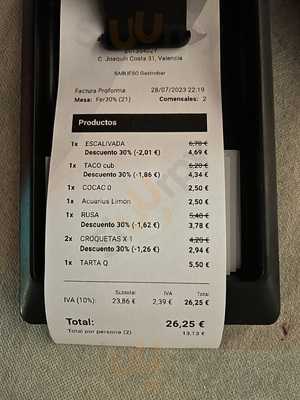 C. Joaquín Costa 31, Valencia
SABUESO Gastrobar
Factura Proforma 28/07/2023 22:19
Mesa: Fer30% (21) Comensales: 2
Productos
1x ESCALIVADA 6,70 €
Descuento 30% (-2,01 €) 4,69 €
1x TACO cub 6,20 €
Descuento 30% (-1,86 €) 4,34 €
1x COCAC 0 2,50 €
1x Acuarius Limón 2,50 €
1x RUSA 5,40 €
Descuento 30% (-1,62 €) 3,78 €
2x CROQUETAS X 1 4,20 €
Descuento 30% (-1,26 €) 2,94 €
1x TARTA Q 5,50 €
Subtotal IVA Total
IVA (10%): 23,86 € 2,39 € 26,25 €
Total: 26,25 €
Total por persona (2) 13,13 €